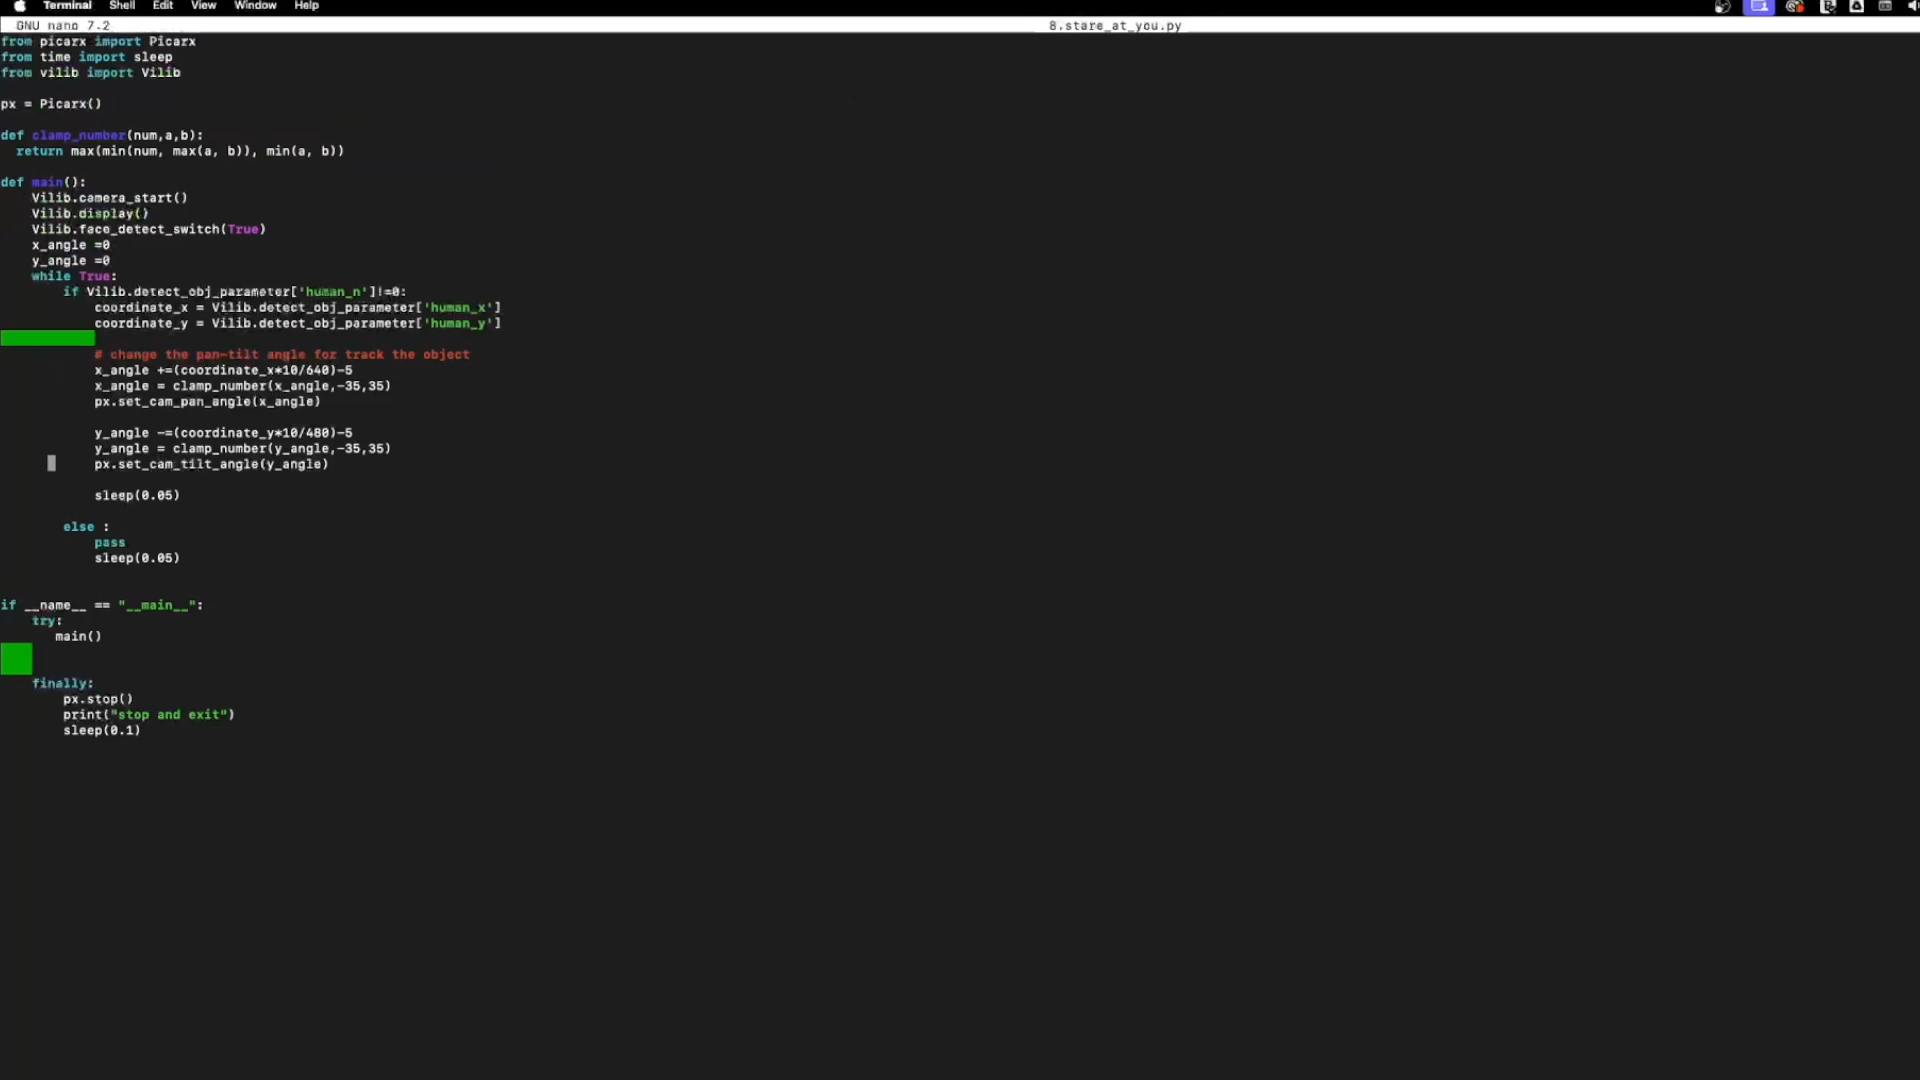 Terminal Shell Edit View Window Help
GNU nano 7.2 8.stare_at_you.py
from picarx import Picarx
from time import sleep
from vilib import Vilib
px = Picarx()
def clamp_number(num,a,b):
  return max(min(num, max(a, b)), min(a, b))
def main():
    Vilib.camera_start()
    Vilib.display()
    Vilib.face_detect_switch(True)
    x_angle =0
    y_angle =0
    while True:
        if Vilib.detect_obj_parameter['human_n']!=0:
            coordinate_x = Vilib.detect_obj_parameter['human_x']
            coordinate_y = Vilib.detect_obj_parameter['human_y']
            # change the pan-tilt angle for track the object
            x_angle +=(coordinate_x*10/640)-5
            x_angle = clamp_number(x_angle,-35,35)
            px.set_cam_pan_angle(x_angle)
            y_angle -=(coordinate_y*10/480)-5
            y_angle = clamp_number(y_angle,-35,35)
            px.set_cam_tilt_angle(y_angle)
            sleep(0.05)
        else :
            pass
            sleep(0.05)
if __name__ == "__main__":
    try:
       main()
    finally:
        px.stop()
        print("stop and exit")
        sleep(0.1)